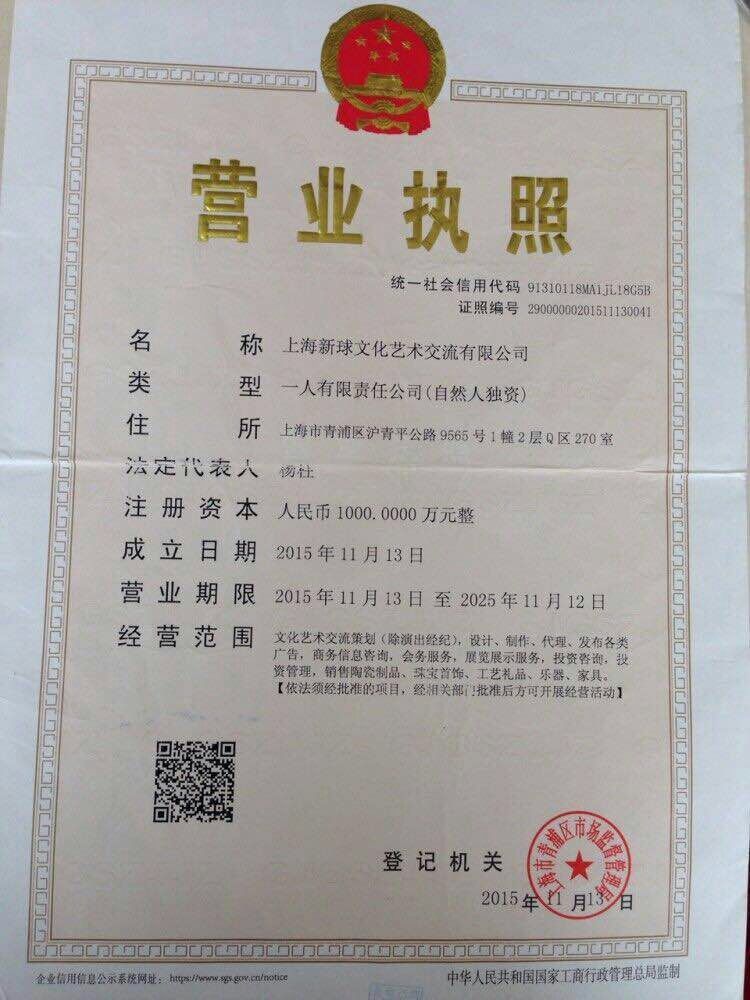 营业执照
统一社会信用代码 91310118MA1jL18G5B
证照编号 29000000201511130041
名称 上海新球文化艺术交流有限公司
类型 一人有限责任公司(自然人独资)
住所 上海市青浦区沪青平公路9565号1幢2层Q区270室
法定代表人 杨柱
注册资本 人民币1000.0000万元整
成立日期 2015年11月13日
营业期限 2015年11月13日 至 2025年11月12日
经营范围 文化艺术交流策划(除演出经纪),设计、制作、代理、发布各类
广告,商务信息咨询,会务服务,展览展示服务,投资咨询,投
资管理,销售陶瓷制品、珠宝首饰、工艺礼品、乐器、家具。
【依法须经批准的项目,经相关部门批准后方可开展经营活动】
登记机关
上海市青浦区市场监督管理局
2015年11月13日
企业信用信息公示系统网址: https://www.sgs.gov.cn/notice
中华人民共和国国家工商行政管理总局监制